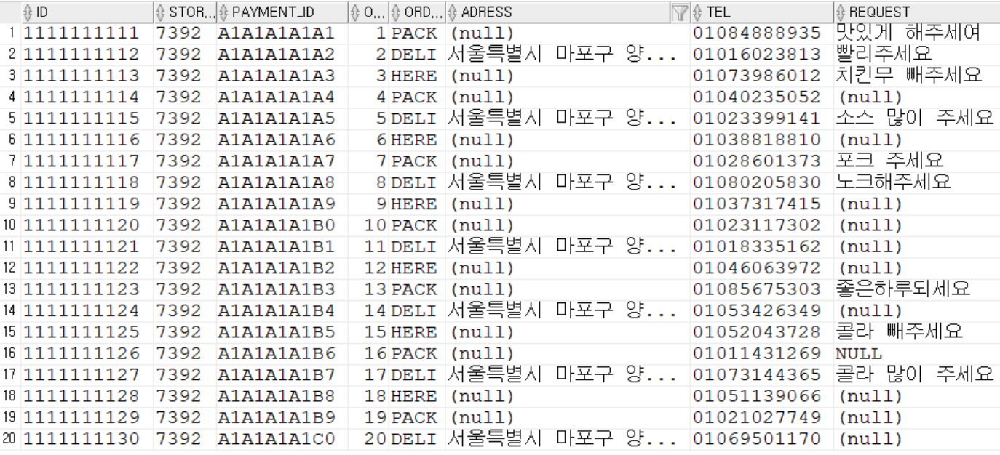 ID STOR... PAYMENT_ID O... ORD... ADRESS TEL REQUEST
1 1111111111 7392 A1A1A1A1A1 1 PACK (null) 01084888935 맛있게 해주세여
2 1111111112 7392 A1A1A1A1A2 2 DELI 서울특별시 마포구 양... 01016023813 빨리주세요
3 1111111113 7392 A1A1A1A1A3 3 HERE (null) 01073986012 치킨무 빼주세요
4 1111111114 7392 A1A1A1A1A4 4 PACK (null) 01040235052 (null)
5 1111111115 7392 A1A1A1A1A5 5 DELI 서울특별시 마포구 양... 01023399141 소스 많이 주세요
6 1111111116 7392 A1A1A1A1A6 6 HERE (null) 01038818810 (null)
7 1111111117 7392 A1A1A1A1A7 7 PACK (null) 01028601373 포크 주세요
8 1111111118 7392 A1A1A1A1A8 8 DELI 서울특별시 마포구 양... 01080205830 노크해주세요
9 1111111119 7392 A1A1A1A1A9 9 HERE (null) 01037317415 (null)
10 1111111120 7392 A1A1A1A1B0 10 PACK (null) 01023117302 (null)
11 1111111121 7392 A1A1A1A1B1 11 DELI 서울특별시 마포구 양... 01018335162 (null)
12 1111111122 7392 A1A1A1A1B2 12 HERE (null) 01046063972 (null)
13 1111111123 7392 A1A1A1A1B3 13 PACK (null) 01085675303 좋은하루되세요
14 1111111124 7392 A1A1A1A1B4 14 DELI 서울특별시 마포구 양... 01053426349 (null)
15 1111111125 7392 A1A1A1A1B5 15 HERE (null) 01052043728 콜라 빼주세요
16 1111111126 7392 A1A1A1A1B6 16 PACK (null) 01011431269 NULL
17 1111111127 7392 A1A1A1A1B7 17 DELI 서울특별시 마포구 양... 01073144365 콜라 많이 주세요
18 1111111128 7392 A1A1A1A1B8 18 HERE (null) 01051139066 (null)
19 1111111129 7392 A1A1A1A1B9 19 PACK (null) 01021027749 (null)
20 1111111130 7392 A1A1A1A1C0 20 DELI 서울특별시 마포구 양... 01069501170 (null)